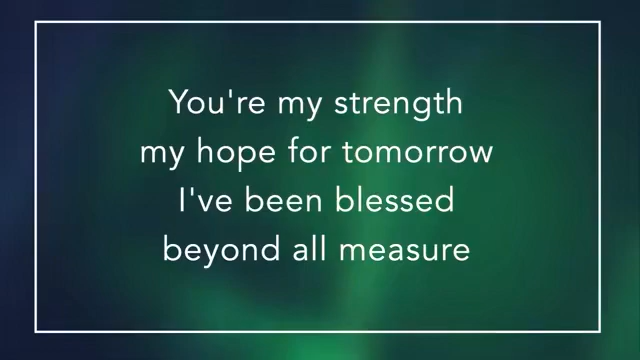 You're my strength
my hope for tomorrow
I've been blessed
beyond all measure